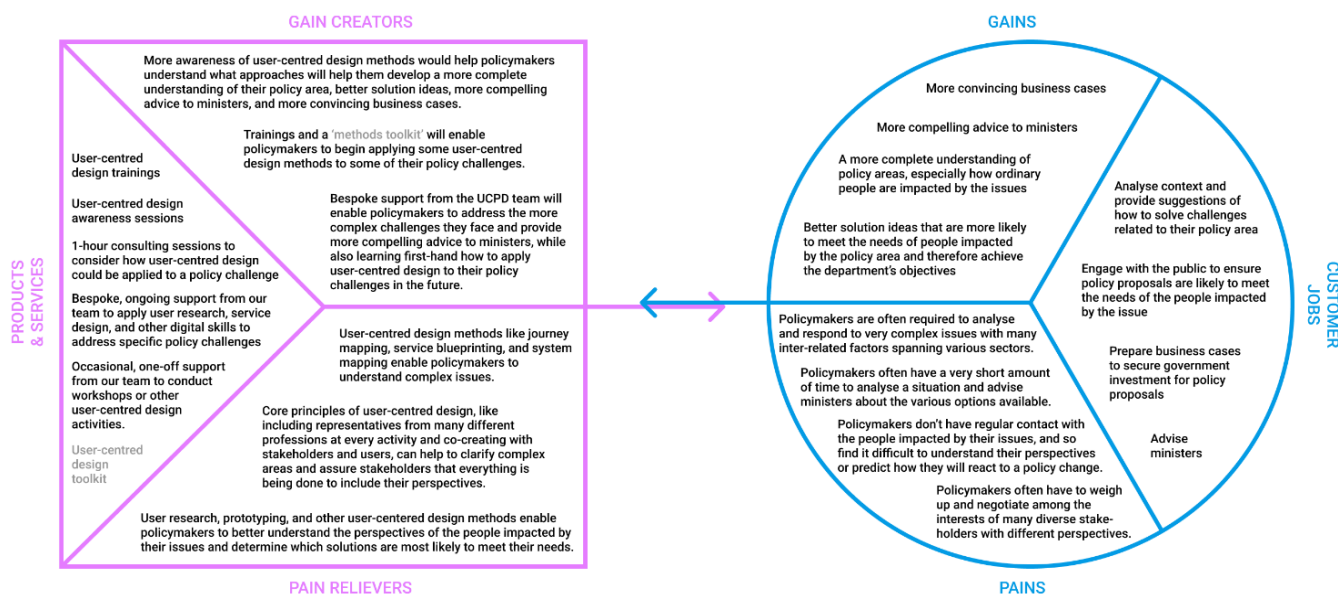 GAIN CREATORS
More awareness of user-centred design methods would help policymakers
understand what approaches will help them develop a more complete
understanding of their policy area, better solution ideas, more compelling
advice to ministers, and more convincing business cases.
Trainings and a ‘methods toolkit’ will enable
policymakers to begin applying some user-centred
design methods to some of their policy challenges.
Bespoke support from the UCPD team will
enable policymakers to address the more
complex challenges they face and provide
more compelling advice to ministers, while
also learning first-hand how to apply
user-centred design to their policy
challenges in the future.
PRODUCTS
& SERVICES
User-centred
design trainings
User-centred design
awareness sessions
1-hour consulting sessions to
consider how user-centred design
could be applied to a policy challenge
Bespoke, ongoing support from our
team to apply user research, service
design, and other digital skills to
address specific policy challenges
Occasional, one-off support
from our team to conduct
workshops or other
user-centred design
activities.
User-centred
design
toolkit
User-centred design methods like journey
mapping, service blueprinting, and system
mapping enable policymakers to
understand complex issues.
Core principles of user-centred design, like
including representatives from many different
professions at every activity and co-creating with
stakeholders and users, can help to clarify complex
areas and assure stakeholders that everything is
being done to include their perspectives.
User research, prototyping, and other user-centered design methods enable
policymakers to better understand the perspectives of the people impacted by
their issues and determine which solutions are most likely to meet their needs.
PAIN RELIEVERS
GAINS
More convincing business cases
More compelling advice to ministers
A more complete understanding of
policy areas, especially how ordinary
people are impacted by the issues
Better solution ideas that are more likely
to meet the needs of people impacted
by the policy area and therefore achieve
the department’s objectives
Analyse context and
provide suggestions of
how to solve challenges
related to their policy area
Engage with the public to ensure
policy proposals are likely to meet
the needs of the people impacted
by the issue
Prepare business cases
to secure government
investment for policy
proposals
Advise
ministers
CUSTOMER
JOBS
Policymakers are often required to analyse
and respond to very complex issues with many
inter-related factors spanning various sectors.
Policymakers often have a very short amount
of time to analyse a situation and advise
ministers about the various options available.
Policymakers don’t have regular contact with
the people impacted by their issues, and so
find it difficult to understand their perspectives
or predict how they will react to a policy change.
Policymakers often have to weigh
up and negotiate among the
interests of many diverse stake-
holders with different perspectives.
PAINS